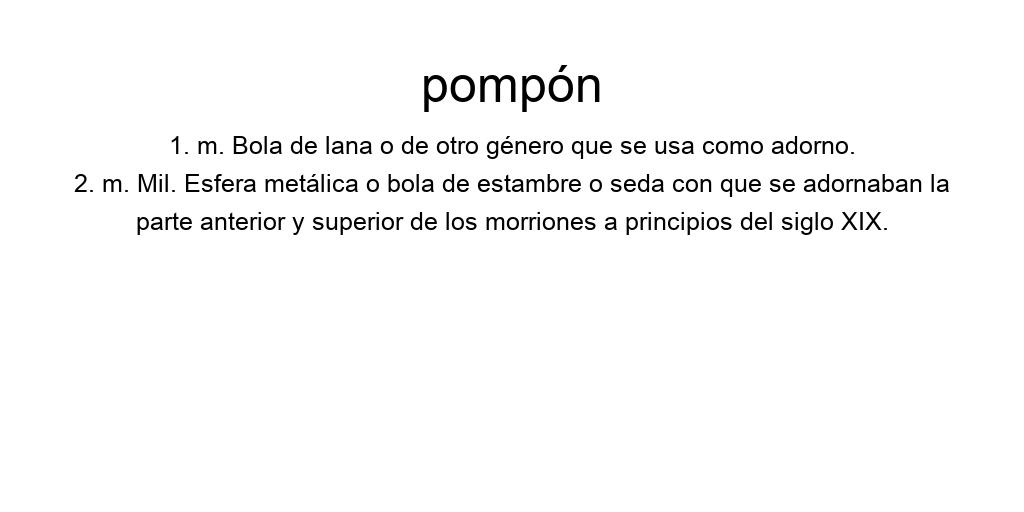 pompón
1. m. Bola de lana o de otro género que se usa como adorno.
2. m. Mil. Esfera metálica o bola de estambre o seda con que se adornaban la
parte anterior y superior de los morriones a principios del siglo XIX.